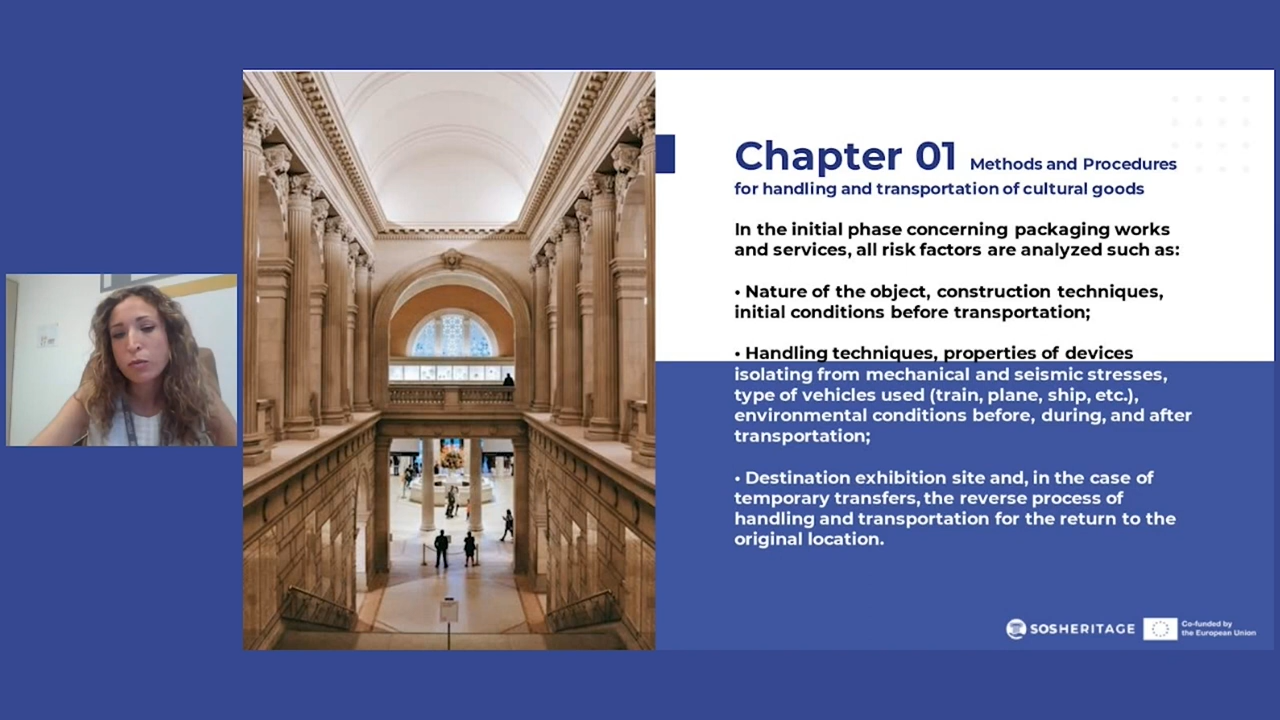 Chapter 01 Methods and Procedures
for handling and transportation of cultural goods
In the initial phase concerning packaging works
and services, all risk factors are analyzed such as:
• Nature of the object, construction techniques,
initial conditions before transportation;
• Handling techniques, properties of devices
isolating from mechanical and seismic stresses,
type of vehicles used (train, plane, ship, etc.),
environmental conditions before, during, and after
transportation;
• Destination exhibition site and, in the case of
temporary transfers, the reverse process of
handling and transportation for the return to the
original location.
SOSHERITAGE
Co-funded by
the European Union